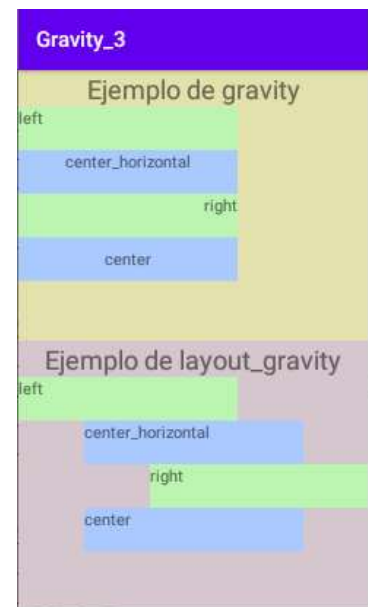 Gravity_3
Ejemplo de gravity
left
center_horizontal
right
center
Ejemplo de layout_gravity
left
center_horizontal
right
center